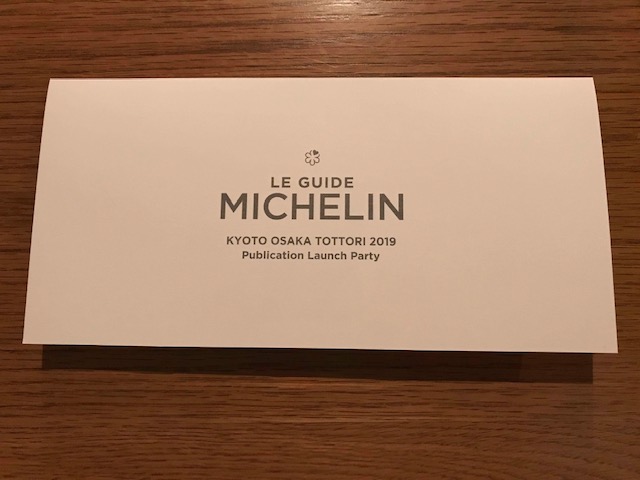 LE GUIDE
MICHELIN
KYOTO OSAKA TOTTORI 2019
Publication Launch Party